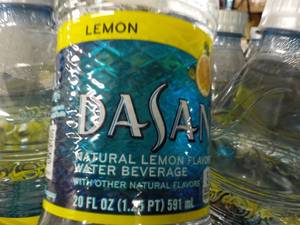 LEMON
DASAN
NATURAL LEMON FLAVOR
WATER BEVERAGE
WITH OTHER NATURAL FLAVORS
20 FL OZ (1.25 PT) 591 mL